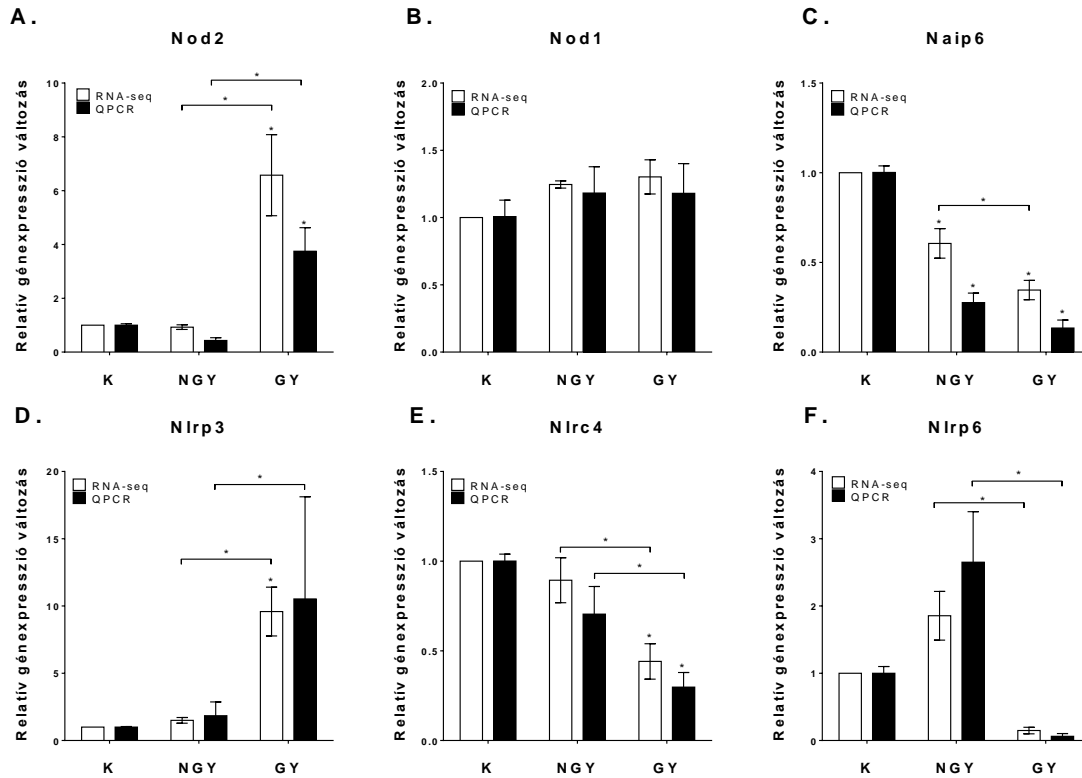 A.
Nod2
Relatív génexpresszió változás
10
8
6
4
2
0
RNA-seq
QPCR
*
*
*
*
K
NGY
GY
B.
Nod1
Relatív génexpresszió változás
2.0
1.5
1.0
0.5
0.0
RNA-seq
QPCR
K
NGY
GY
C.
Naip6
Relatív génexpresszió változás
1.5
1.0
0.5
0.0
RNA-seq
QPCR
*
*
*
*
*
K
NGY
GY
D.
Nlrp3
Relatív génexpresszió változás
20
15
10
5
0
RNA-seq
QPCR
*
*
*
K
NGY
GY
E.
Nlrc4
Relatív génexpresszió változás
1.5
1.0
0.5
0.0
RNA-seq
QPCR
*
*
*
*
K
NGY
GY
F.
Nlrp6
Relatív génexpresszió változás
4
3
2
1
0
RNA-seq
QPCR
*
*
K
NGY
GY